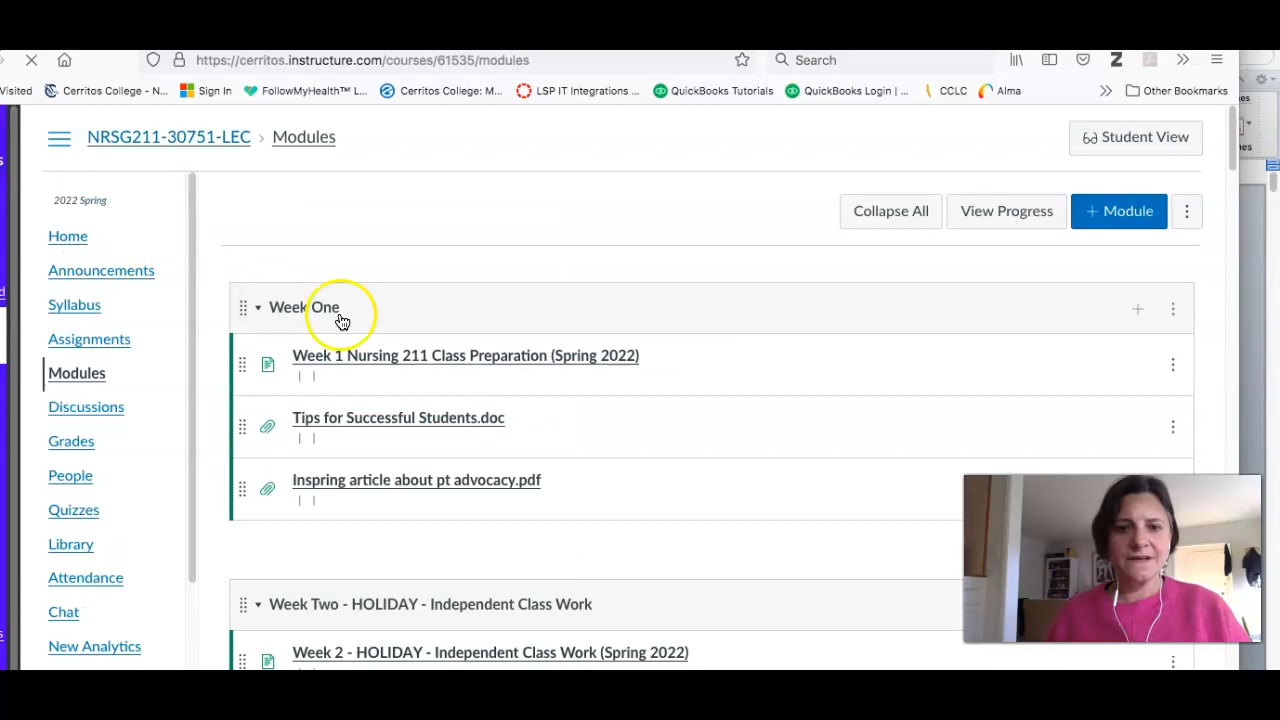 https://cerritos.instructure.com/courses/61535/modules
Search
Z
Visited
Cerritos College - N...
Sign In
FollowMyHealth™ L...
Cerritos College: M...
LSP IT Integrations ...
QuickBooks Tutorials
QuickBooks Login | ...
CCLC
Alma
Other Bookmarks
NRSG211-30751-LEC > Modules
Student View
2022 Spring
Home
Announcements
Syllabus
Assignments
Modules
Discussions
Grades
People
Quizzes
Library
Attendance
Chat
New Analytics
Collapse All
View Progress
+ Module
Week One
Week 1 Nursing 211 Class Preparation (Spring 2022)
Tips for Successful Students.doc
Inspring article about pt advocacy.pdf
Week Two - HOLIDAY - Independent Class Work
Week 2 - HOLIDAY - Independent Class Work (Spring 2022)